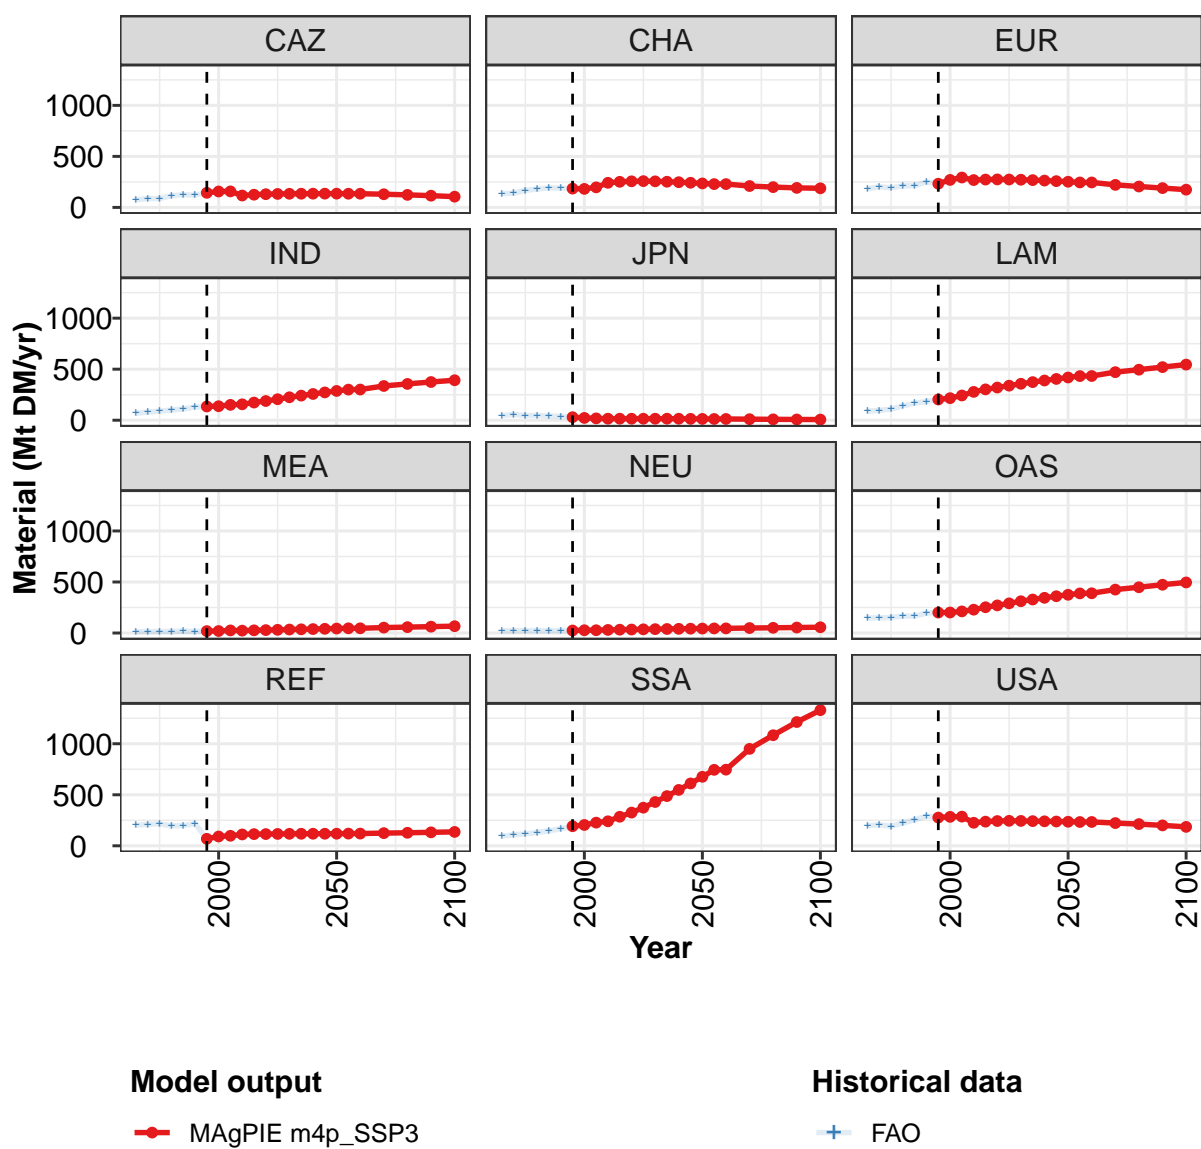 CAZ CHA EUR
1000
500
0
IND JPN LAM
1000
500
0
MEA NEU OAS
1000
500
0
REF SSA USA
1000
500
0
Material (Mt DM/yr)
2000 2050 2100 2000 2050 2100 2000 2050 2100
Year
Model output Historical data
MAgPIE m4p_SSP3 FAO